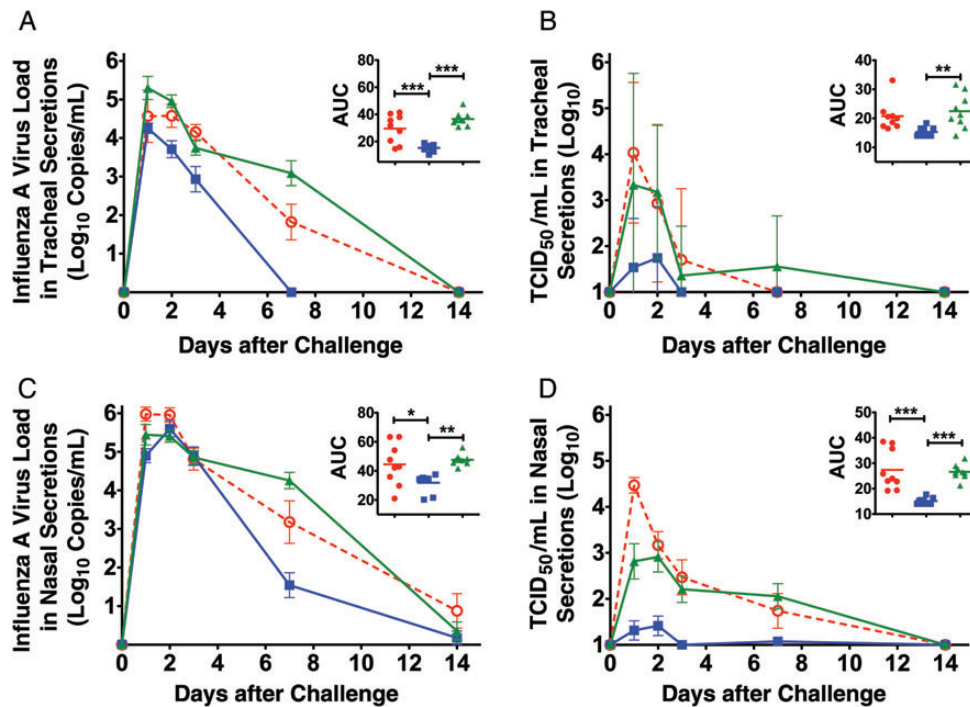 A
Influenza A Virus Load
in Tracheal Secretions
(Log10 Copies/mL)
6
5
4
3
2
1
0 2 4 6 8 10 12 14
Days after Challenge
AUC
80
60
40
20
*** ***
B
TCID50/mL in Tracheal
Secretions (Log10)
6
5
4
3
2
1
0 2 4 6 8 10 12 14
Days after Challenge
AUC
40
30
20
10
**
C
Influenza A Virus Load
in Nasal Secretions
(Log10 Copies/mL)
6
5
4
3
2
1
0 2 4 6 8 10 12 14
Days after Challenge
AUC
80
60
40
20
* **
D
TCID50/mL in Nasal
Secretions (Log10)
6
5
4
3
2
1
0 2 4 6 8 10 12 14
Days after Challenge
AUC
50
40
30
20
10
*** ***